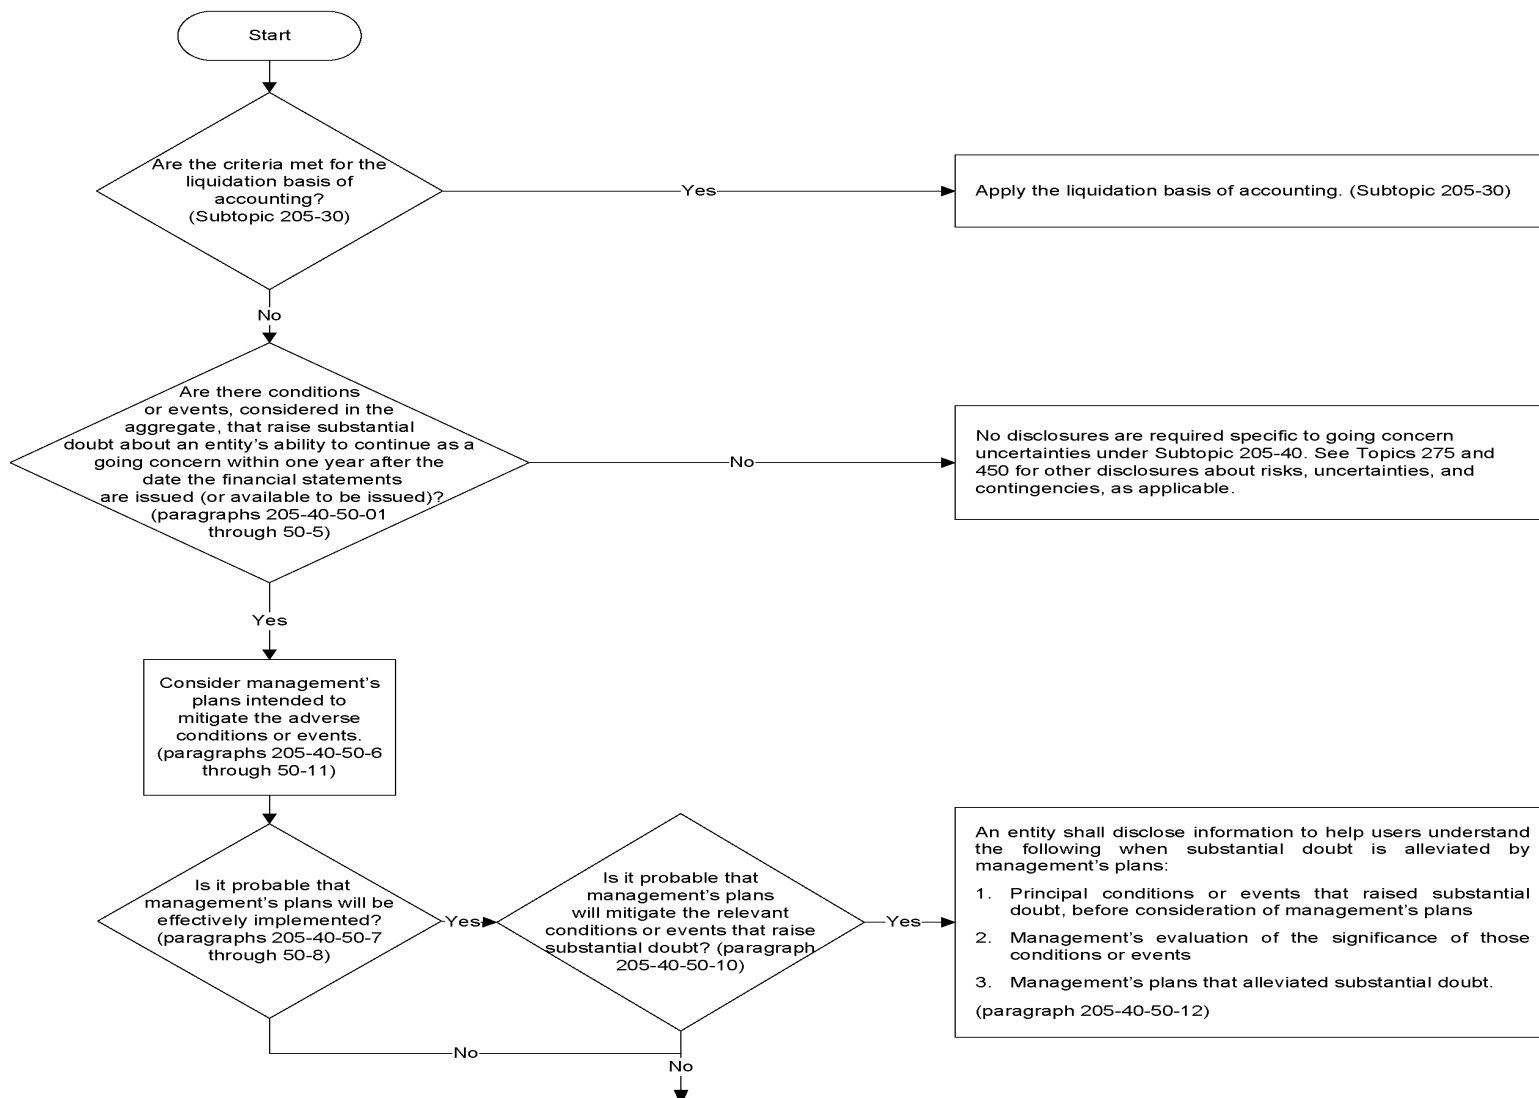 Start
Are the criteria met for the
liquidation basis of
accounting?
(Subtopic 205-30)
Yes
Apply the liquidation basis of accounting. (Subtopic 205-30)
No
Are there conditions
or events, considered in the
aggregate, that raise substantial
doubt about an entity's ability to continue as a
going concern within one year after the
date the financial statements
are issued (or available to be issued)?
(paragraphs 205-40-50-01
through 50-5)
No
No disclosures are required specific to going concern
uncertainties under Subtopic 205-40. See Topics 275 and
450 for other disclosures about risks, uncertainties, and
contingencies, as applicable.
Yes
Consider management's
plans intended to
mitigate the adverse
conditions or events.
(paragraphs 205-40-50-6
through 50-11)
Is it probable that
management's plans will be
effectively implemented?
(paragraphs 205-40-50-7
through 50-8)
Yes
Is it probable that
management's plans
will mitigate the relevant
conditions or events that raise
substantial doubt? (paragraph
205-40-50-10)
Yes
An entity shall disclose information to help users understand
the following when substantial doubt is alleviated by
management's plans:
1. Principal conditions or events that raised substantial
doubt, before consideration of management's plans
2. Management's evaluation of the significance of those
conditions or events
3. Management's plans that alleviated substantial doubt.
(paragraph 205-40-50-12)
No
No